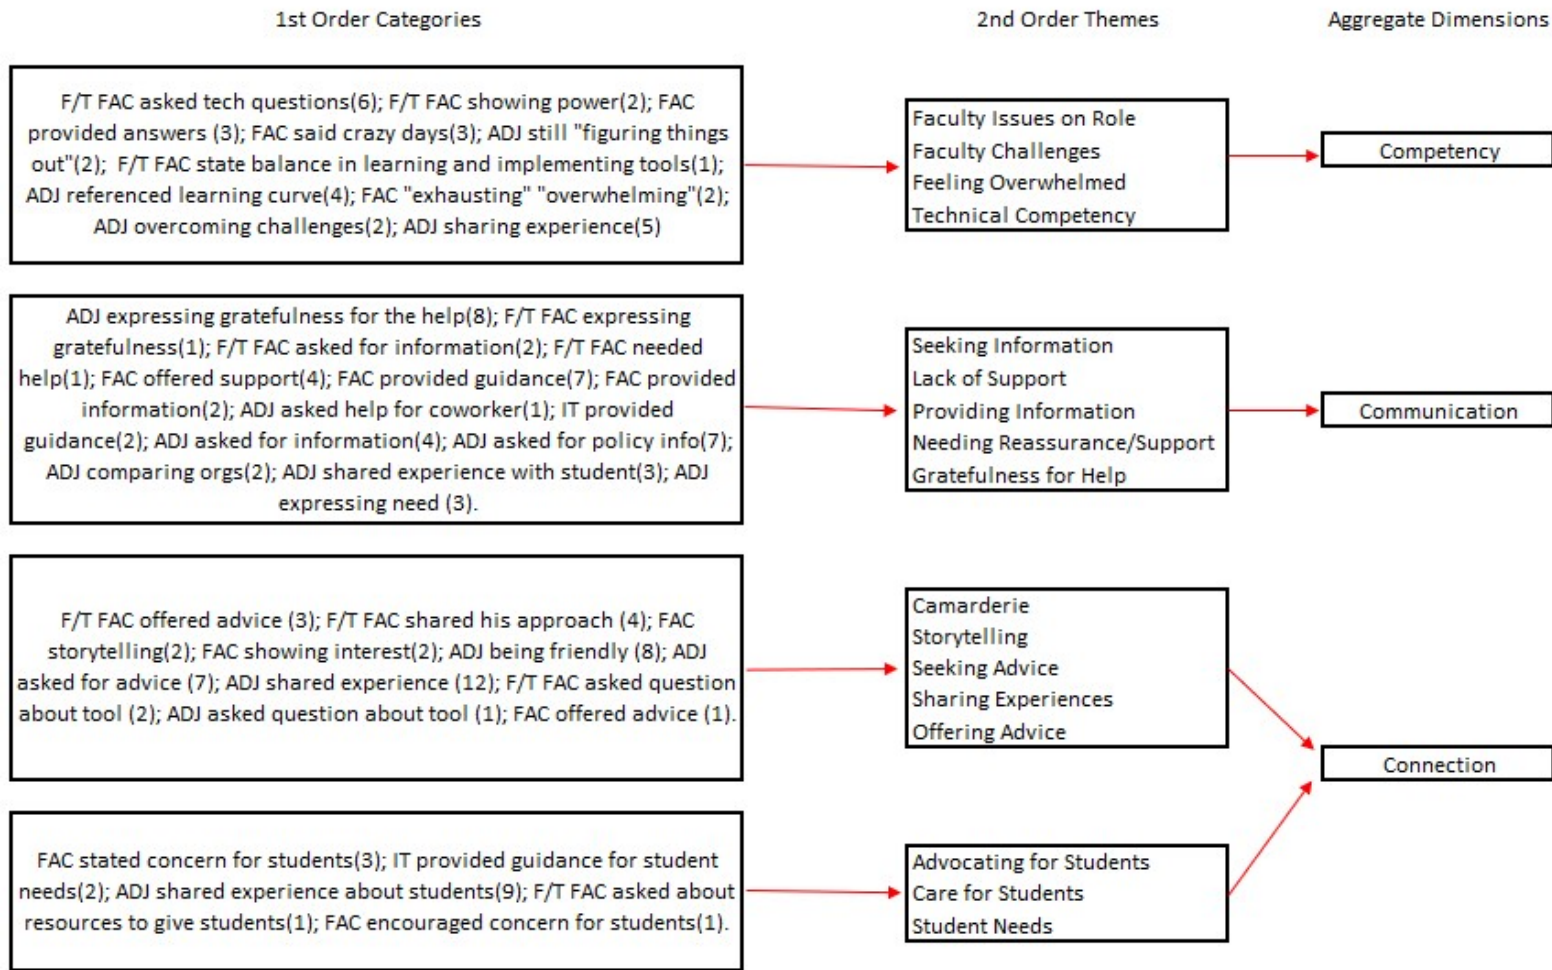 1st Order Categories
2nd Order Themes
Aggregate Dimensions
F/T FAC asked tech questions(6); F/T FAC showing power(2); FAC
provided answers (3); FAC said crazy days(3); ADJ still "figuring things
out"(2);  F/T FAC state balance in learning and implementing tools(1);
ADJ referenced learning curve(4); FAC "exhausting" "overwhelming"(2);
ADJ overcoming challenges(2); ADJ sharing experience(5)
Faculty Issues on Role
Faculty Challenges
Feeling Overwhelmed
Technical Competency
Competency
ADJ expressing gratefulness for the help(8); F/T FAC expressing
gratefulness(1); F/T FAC asked for information(2); F/T FAC needed
help(1); FAC offered support(4); FAC provided guidance(7); FAC provided
information(2); ADJ asked help for coworker(1); IT provided
guidance(2); ADJ asked for information(4); ADJ asked for policy info(7);
ADJ comparing orgs(2); ADJ shared experience with student(3); ADJ
expressing need (3).
Seeking Information
Lack of Support
Providing Information
Needing Reassurance/Support
Gratefulness for Help
Communication
F/T FAC offered advice (3); F/T FAC shared his approach (4); FAC
storytelling(2); FAC showing interest(2); ADJ being friendly (8); ADJ
asked for advice (7); ADJ shared experience (12); F/T FAC asked question
about tool (2); ADJ asked question about tool (1); FAC offered advice (1).
Camarderie
Storytelling
Seeking Advice
Sharing Experiences
Offering Advice
Connection
FAC stated concern for students(3); IT provided guidance for student
needs(2); ADJ shared experience about students(9); F/T FAC asked about
resources to give students(1); FAC encouraged concern for students(1).
Advocating for Students
Care for Students
Student Needs